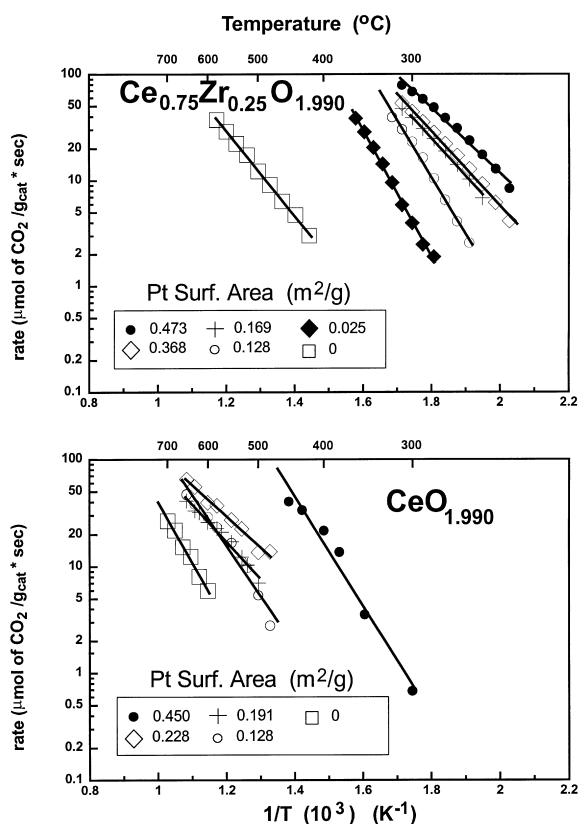 Temperature (°C)
700 600 500 400 300
100
50
20
10
5
2
1
0.5
0.2
0.1
rate (μmol of CO2 /gcat* sec)
Ce0.75Zr0.25O1.990
Pt Surf. Area (m2/g)
0.473 0.169 0.025
0.368 0.128 0
0.8 1 1.2 1.4 1.6 1.8 2 2.2
700 600 500 400 300
100
50
20
10
5
2
1
0.5
0.2
0.1
rate (μmol of CO2 /gcat* sec)
CeO1.990
Pt Surf. Area (m2/g)
0.450 0.191 0
0.228 0.128
0.8 1 1.2 1.4 1.6 1.8 2 2.2
1/T (10^3) (K-1)